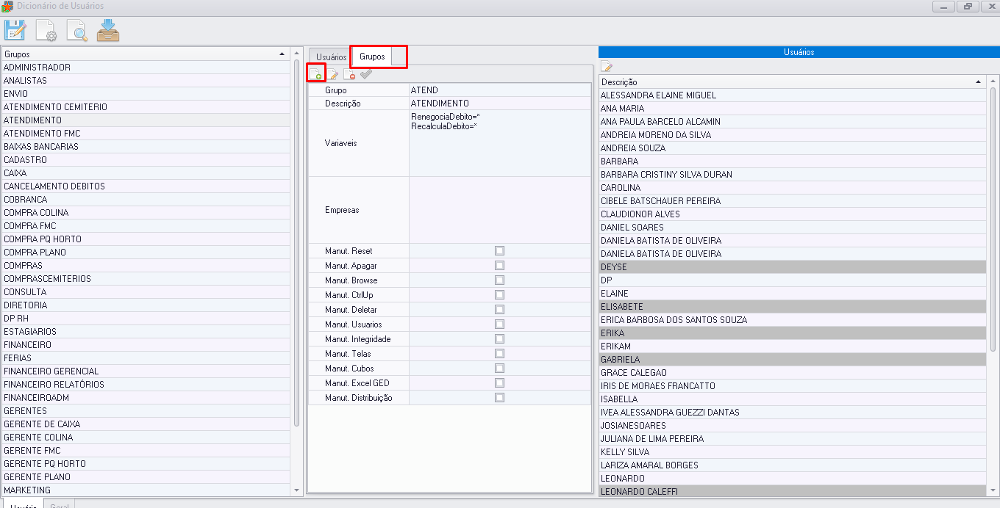 Dicionário de Usuários
Grupos
ADMINISTRADOR
ANALISTAS
ENVIO
ATENDIMENTO CEMITERIO
ATENDIMENTO
ATENDIMENTO FMC
BAIXAS BANCARIAS
CADASTRO
CAIXA
CANCELAMENTO DEBITOS
COBRANCA
COMPRA COLINA
COMPRA FMC
COMPRA PQ HORTO
COMPRA PLANO
COMPRAS
COMPRASCEMITERIOS
CONSULTA
DIRETORIA
DP RH
ESTAGIARIOS
FINANCEIRO
FERIAS
FINANCEIRO GERENCIAL
FINANCEIRO RELATÓRIOS
FINANCEIROADM
GERENTES
GERENTE DE CAIXA
GERENTE COLINA
GERENTE FMC
GERENTE PQ HORTO
GERENTE PLANO
MARKETING
Usuário Geral
Usuários Grupos
Grupo ATEND
Descrição ATENDIMENTO
Variaveis RenegociaDebito=*
RecalculaDebito=*
Empresas
Manut. Reset
Manut. Apagar
Manut. Browse
Manut. CtrlUp
Manut. Deletar
Manut. Usuarios
Manut. Integridade
Manut. Telas
Manut. Cubos
Manut. Excel GED
Manut. Distribuição
Usuários
Descrição
ALESSANDRA ELAINE MIGUEL
ANA MARIA
ANA PAULA BARCELO ALCAMIN
ANDREIA MORENO DA SILVA
ANDREIA SOUZA
BARBARA
BARBARA CRISTINY SILVA DURAN
CAROLINA
CIBELE BATSCHAUER PEREIRA
CLAUDIONOR ALVES
DANIEL SOARES
DANIELA BATISTA DE OLIVEIRA
DANIELA BATISTA DE OLIVEIRA
DEYSE
DP
ELAINE
ELISABETE
ERICA BARBOSA DOS SANTOS SOUZA
ERIKA
ERIKAM
GABRIELA
GRACE CALEGAO
IRIS DE MORAES FRANCATTO
ISABELLA
IVEA ALESSANDRA GUEZZI DANTAS
JOSIANESOARES
JULIANA DE LIMA PEREIRA
KELLY SILVA
LARIZA AMARAL BORGES
LEONARDO
LEONARDO CALEFFI